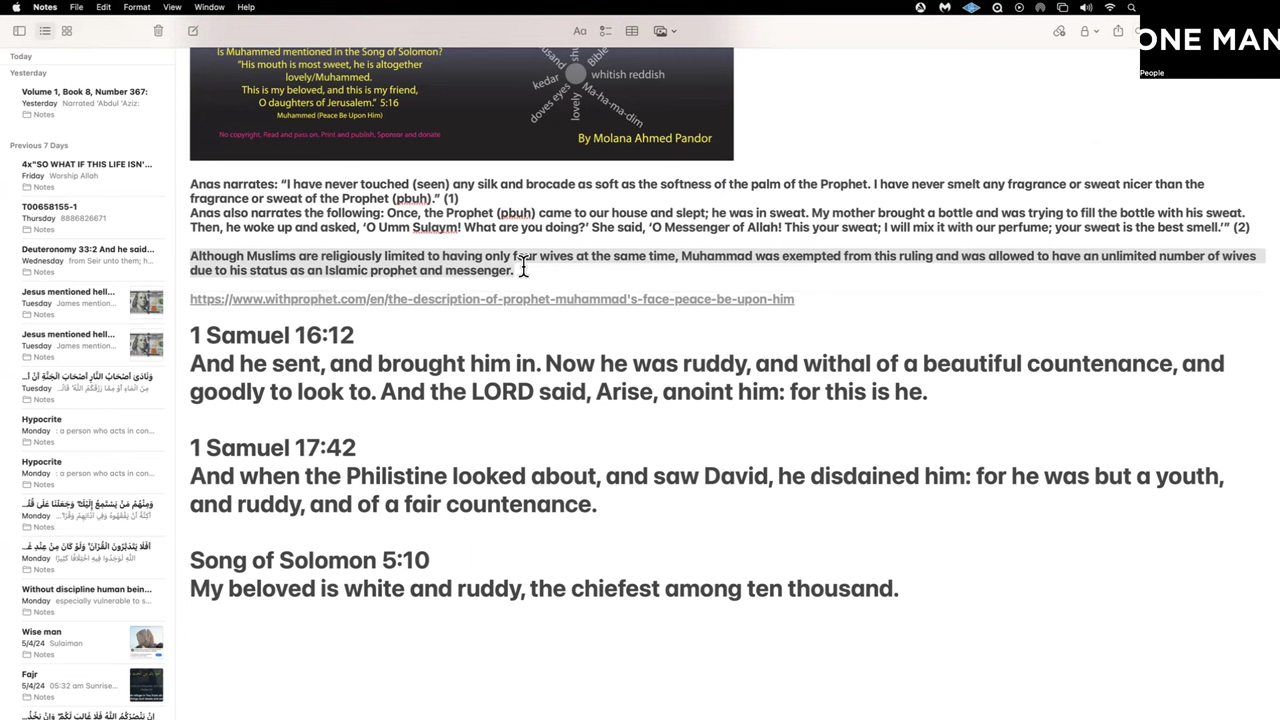 Notes File Edit Format View Window Help
ONE MAN
People
Today
Yesterday
Volume 1, Book 8, Number 367:
Yesterday Narrated 'Abdul 'Aziz:
Notes
Previous 7 Days
4x"SO WHAT IF THIS LIFE ISN'...
Friday Worship Allah
Notes
T00658155-1
Thursday 8886826671
Notes
Deuteronomy 33:2 And he said...
Wednesday from Seir unto them; h...
Notes
Jesus mentioned hell...
Tuesday James mention...
Notes
Jesus mentioned hell...
Tuesday James mention...
Notes
Tuesday
Notes
Hypocrite
Monday : a person who acts in con...
Notes
Hypocrite
Monday : a person who acts in con...
Notes
Monday
Notes
Monday
Notes
Without discipline human bein...
Monday especially vulnerable to s...
Notes
Wise man
5/4/24 Sulaiman
Notes
Fajr
5/4/24 05:32 am Sunrise...
Notes
Is Muhammed mentioned in the Song of Solomon?
"His mouth is most sweet, he is altogether
lovely/Muhammed.
This is my beloved, and this is my friend,
O daughters of Jerusalem." 5:16
Muhammed (Peace Be Upon Him)
No copyright, Read and pass on. Print and publish, Sponsor and donate
Bible
kedar
whitish reddish
doves eyes
lovely
Ma-ha-ma-dim
By Molana Ahmed Pandor
Anas narrates: “I have never touched (seen) any silk and brocade as soft as the softness of the palm of the Prophet. I have never smelt any fragrance or sweat nicer than the
fragrance or sweat of the Prophet (pbuh).” (1)
Anas also narrates the following: Once, the Prophet (pbuh) came to our house and slept; he was in sweat. My mother brought a bottle and was trying to fill the bottle with his sweat.
Then, he woke up and asked, ‘O Umm Sulaym! What are you doing?’ She said, ‘O Messenger of Allah! This your sweat; I will mix it with our perfume; your sweat is the best smell.’” (2)
Although Muslims are religiously limited to having only four wives at the same time, Muhammad was exempted from this ruling and was allowed to have an unlimited number of wives
due to his status as an Islamic prophet and messenger.
https://www.withprophet.com/en/the-description-of-prophet-muhammad's-face-peace-be-upon-him
1 Samuel 16:12
And he sent, and brought him in. Now he was ruddy, and withal of a beautiful countenance, and
goodly to look to. And the LORD said, Arise, anoint him: for this is he.
1 Samuel 17:42
And when the Philistine looked about, and saw David, he disdained him: for he was but a youth,
and ruddy, and of a fair countenance.
Song of Solomon 5:10
My beloved is white and ruddy, the chiefest among ten thousand.